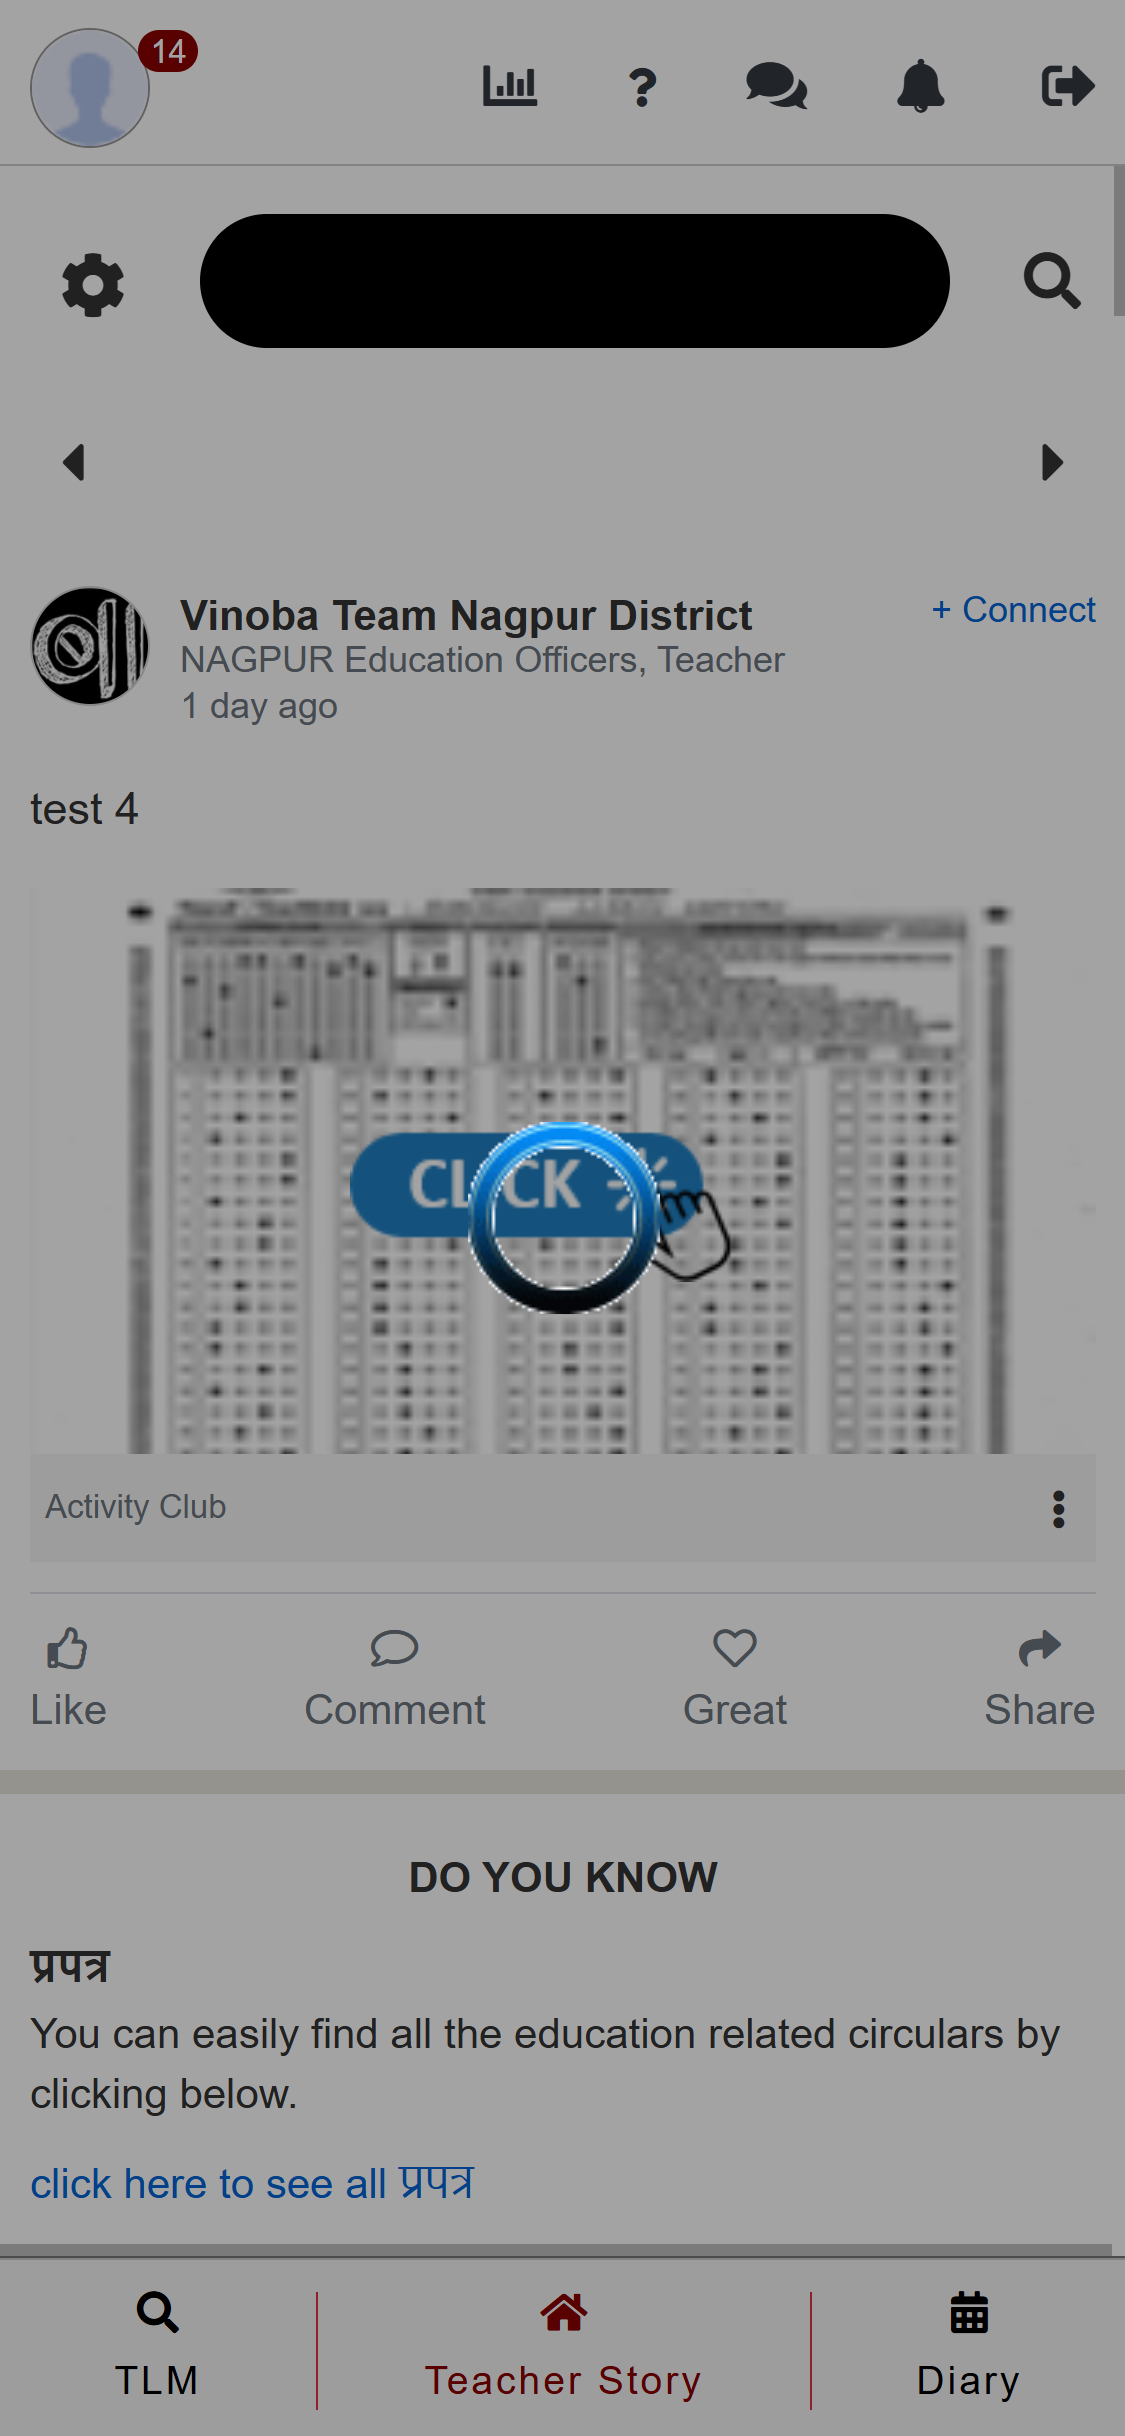 14
?
Vinoba Team Nagpur District
+ Connect
NAGPUR Education Officers, Teacher
1 day ago
test 4
CLICK
Activity Club
Like
Comment
Great
Share
DO YOU KNOW
प्रपत्र
You can easily find all the education related circulars by
clicking below.
click here to see all प्रपत्र
TLM
Teacher Story
Diary